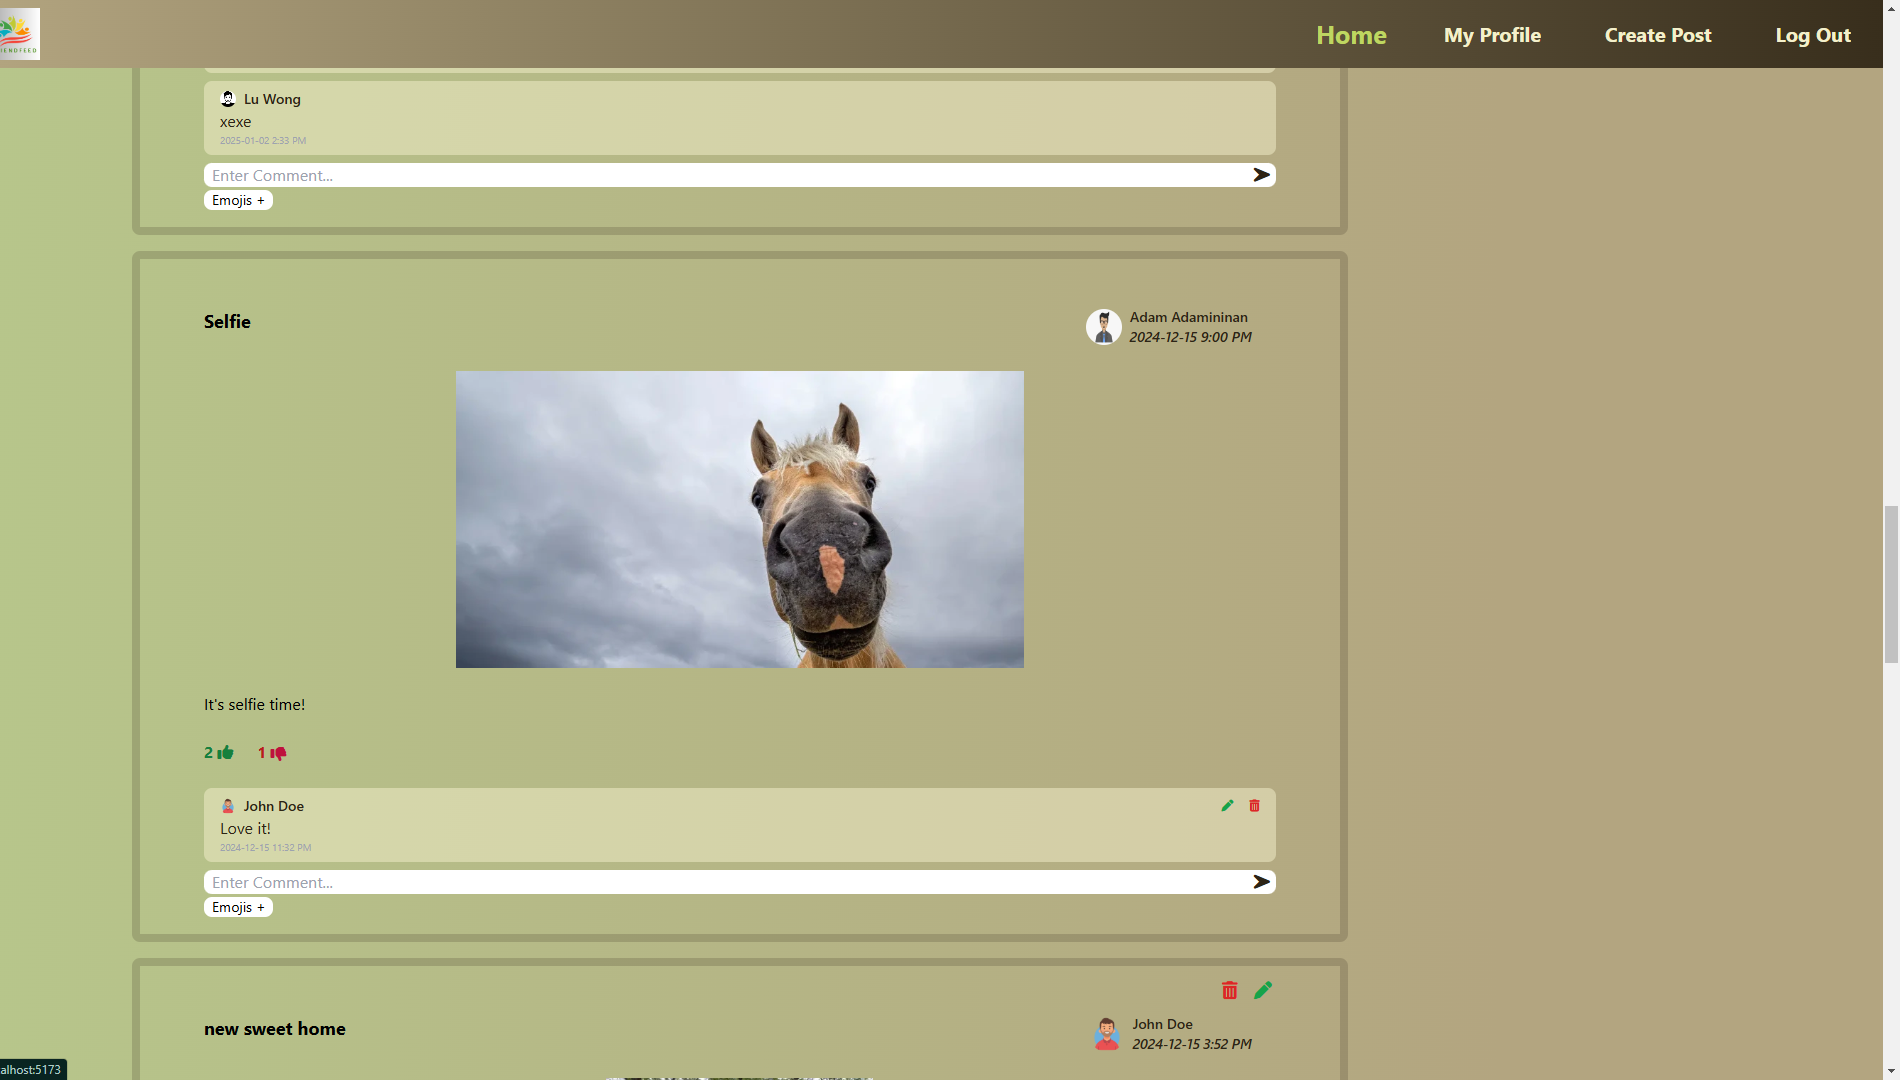 IENDFEED
Home
My Profile
Create Post
Log Out
Lu Wong
xexe
2025-01-02 2:33 PM
Enter Comment...
Emojis +
Selfie
Adam Adamininan
2024-12-15 9:00 PM
It's selfie time!
2
1
John Doe
Love it!
2024-12-15 11:32 PM
Enter Comment...
Emojis +
new sweet home
John Doe
2024-12-15 3:52 PM
alhost:5173